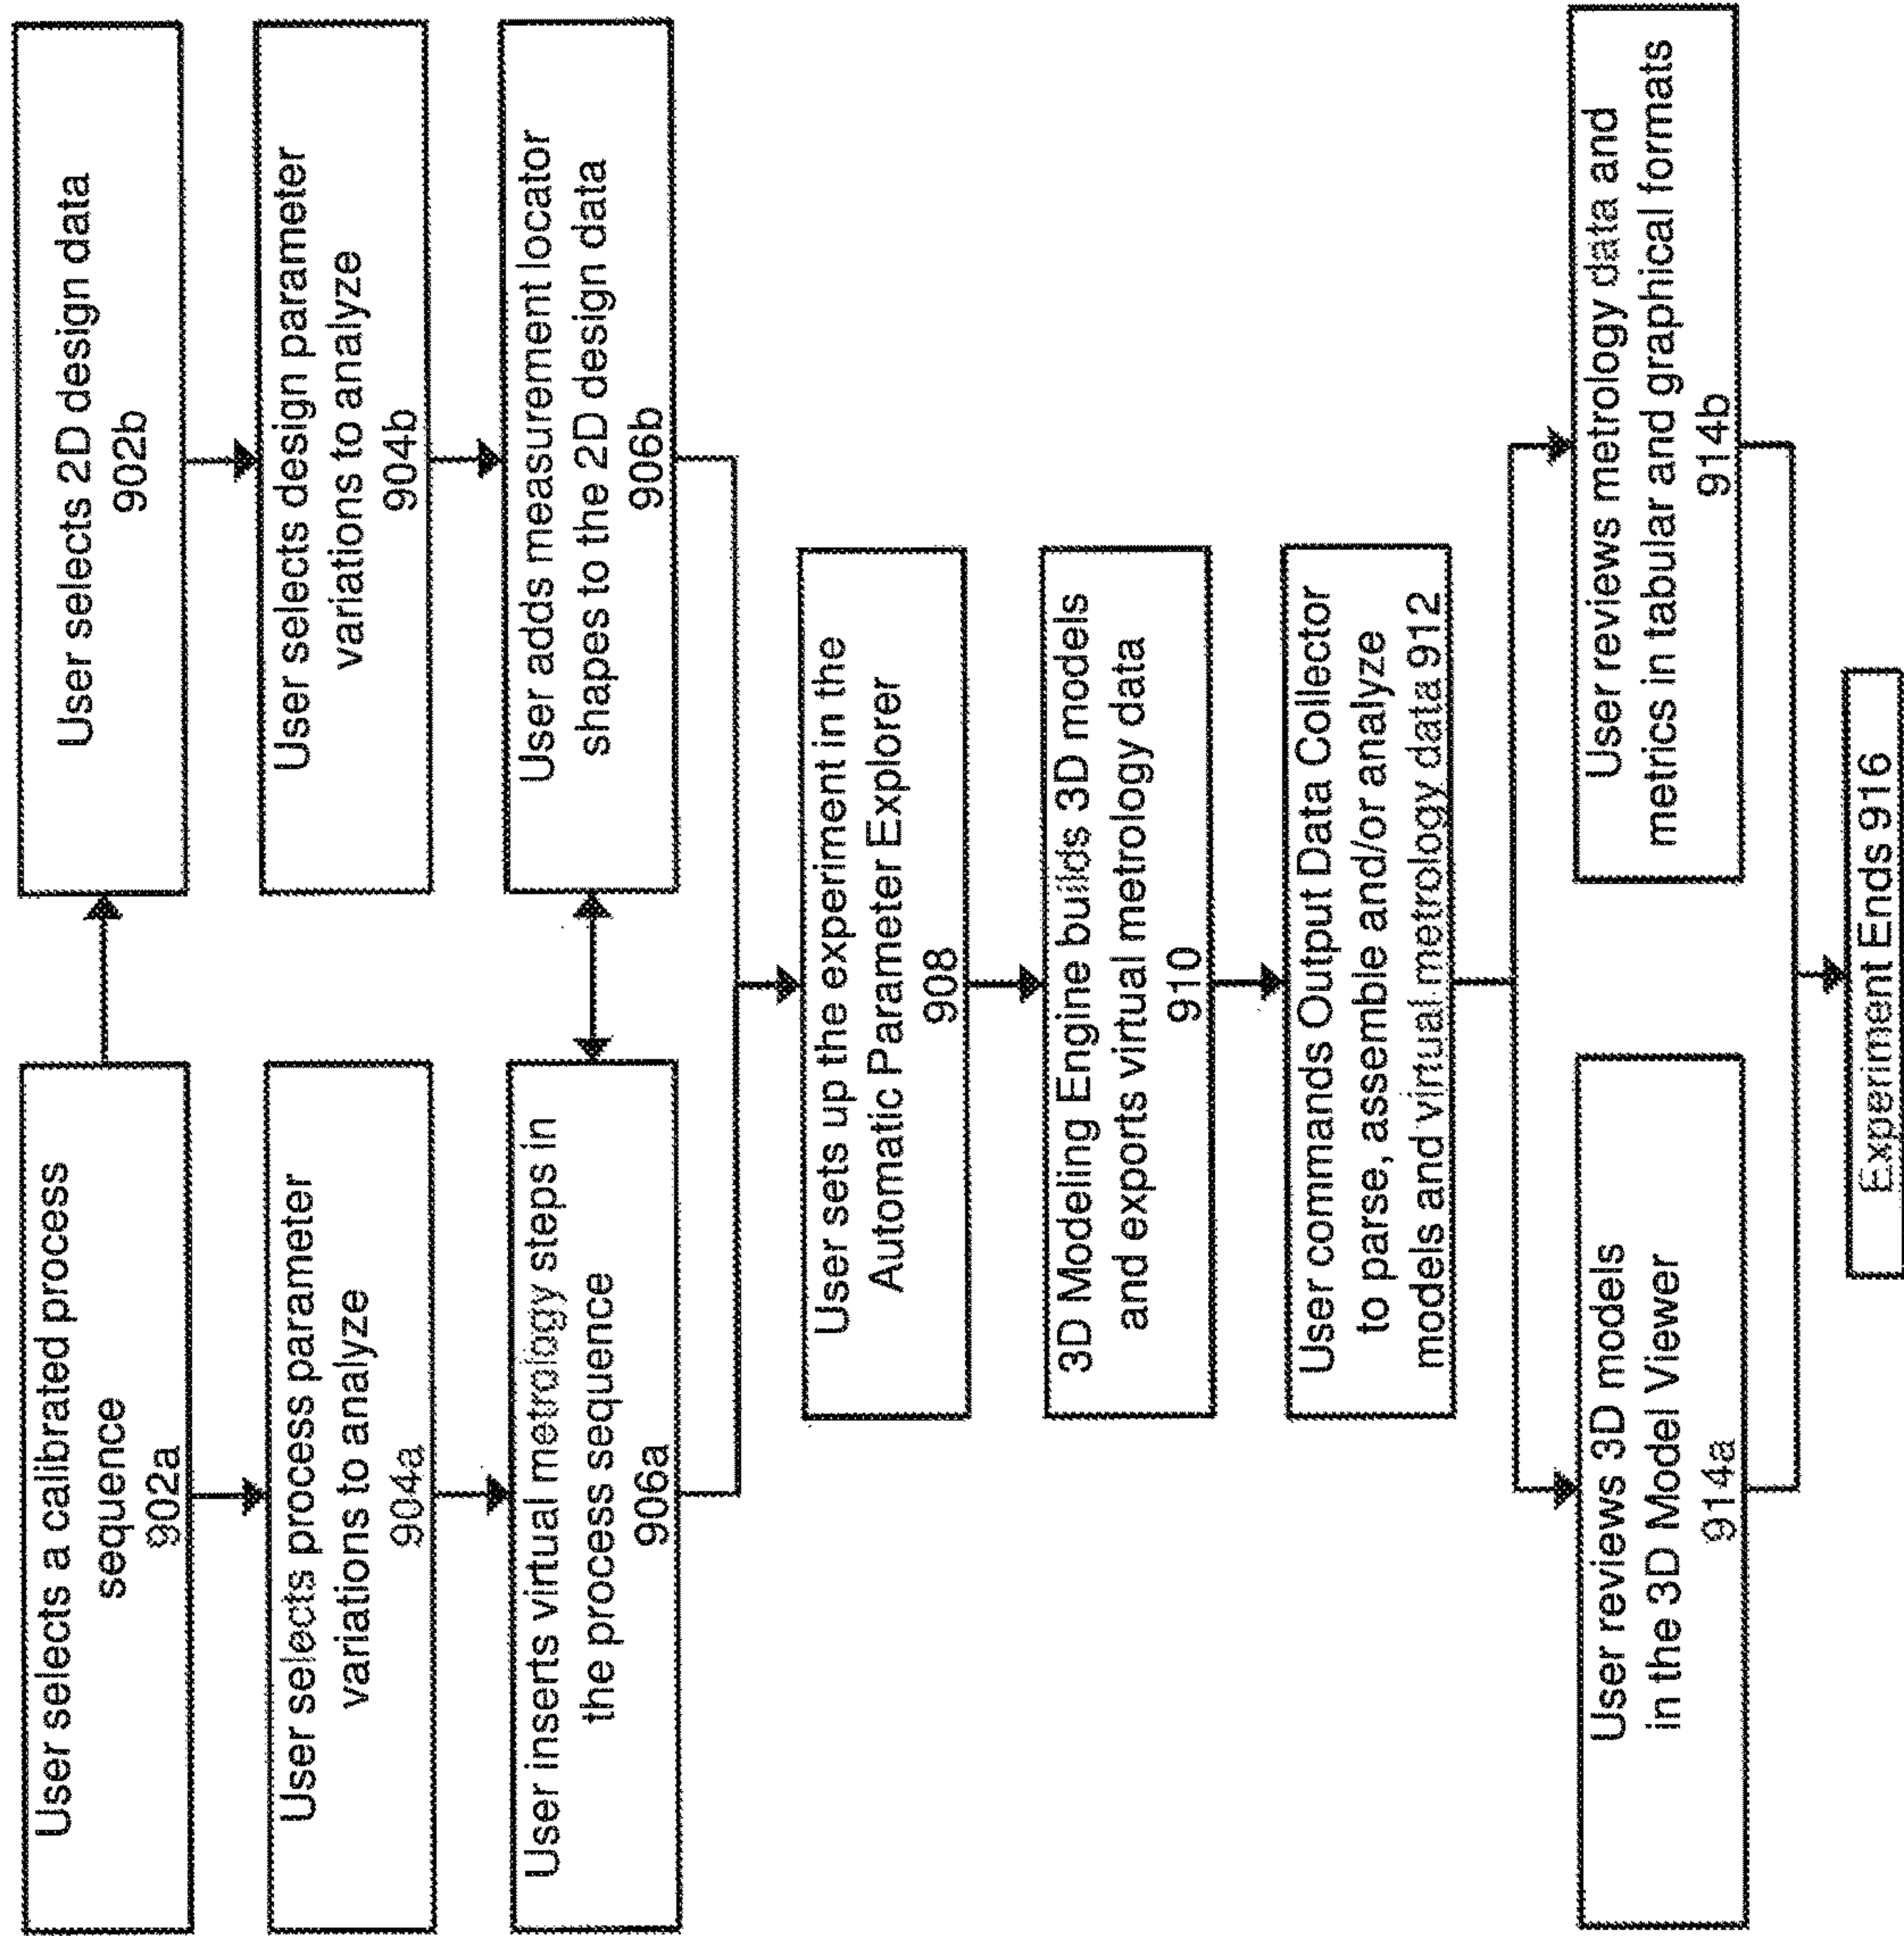 User selects a calibrated process
sequence
902a
User selects 2D design data
902b
User selects process parameter
variations to analyze
904a
User selects design parameter
variations to analyze
904b
User inserts virtual metrology steps in
the process sequence
906a
User adds measurement locator
shapes to the 2D design data
906b
User sets up the experiment in the
Automatic Parameter Explorer
908
3D Modeling Engine builds 3D models
and exports virtual metrology data
910
User commands Output Data Collector
to parse, assemble and/or analyze
models and virtual metrology data 912
User reviews 3D models
in the 3D Model Viewer
914a
User reviews metrology data and
metrics in tabular and graphical formats
914b
Experiment Ends 916